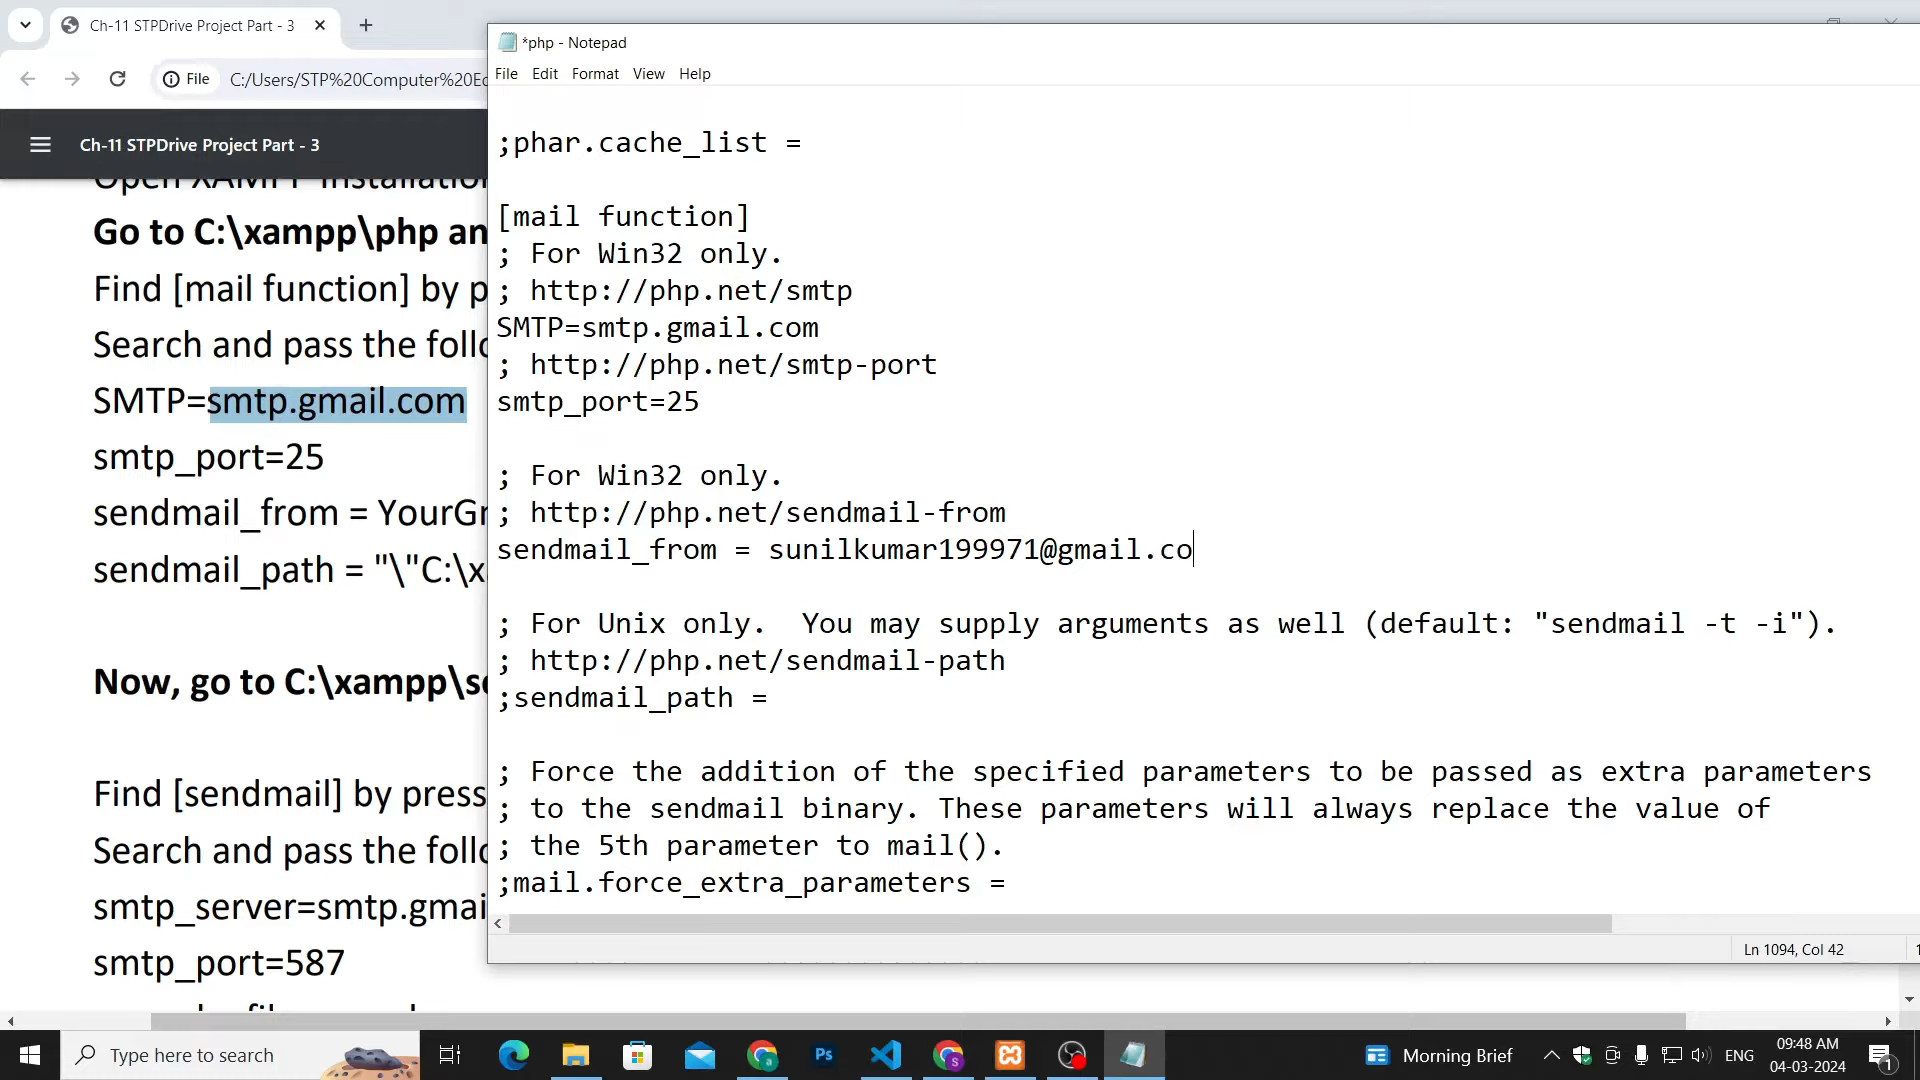 Ch-11 STPDrive Project Part - 3
File
C:/Users/STP%20Computer%20Ed
Ch-11 STPDrive Project Part - 3
Go to C:\xampp\php an
Find [mail function] by p
Search and pass the follo
SMTP=smtp.gmail.com
smtp_port=25
sendmail_from = YourGm
sendmail_path = "\"C:\xa
Now, go to C:\xampp\se
Find [sendmail] by press
Search and pass the follo
smtp_server=smtp.gmai
smtp_port=587
*php - Notepad
File Edit Format View Help
;phar.cache_list =
[mail function]
; For Win32 only.
; http://php.net/smtp
SMTP=smtp.gmail.com
; http://php.net/smtp-port
smtp_port=25
; For Win32 only.
; http://php.net/sendmail-from
sendmail_from = sunilkumar199971@gmail.co
; For Unix only.  You may supply arguments as well (default: "sendmail -t -i").
; http://php.net/sendmail-path
;sendmail_path =
; Force the addition of the specified parameters to be passed as extra parameters
; to the sendmail binary. These parameters will always replace the value of
; the 5th parameter to mail().
;mail.force_extra_parameters =
Ln 1094, Col 42
Type here to search
Ps
Morning Brief
ENG
09:48 AM
04-03-2024
1